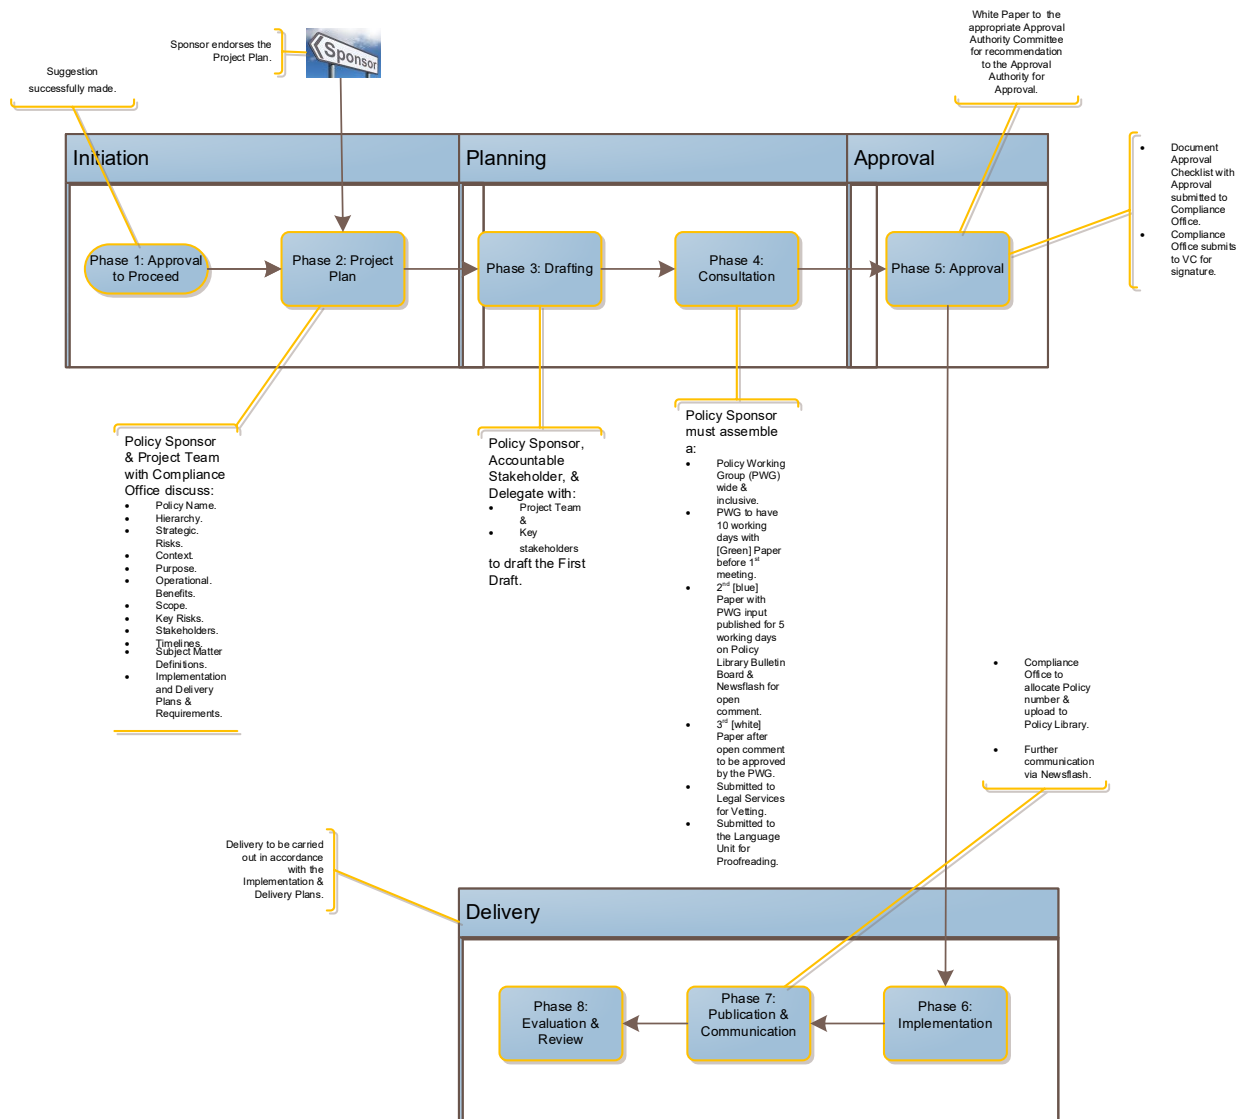 Sponsor endorses the
Project Plan.
Sponsor
Suggestion
successfully made.
White Paper to the
appropriate Approval
Authority Committee
for recommendation
to the Approval
Authority for
Approval.
Initiation
Planning
Approval
• Document
Approval
Checklist with
Approval
submitted to
Compliance
Office.
• Compliance
Office submits
to VC for
signature.
Phase 1: Approval
to Proceed
Phase 2: Project
Plan
Phase 3: Drafting
Phase 4:
Consultation
Phase 5: Approval
Policy Sponsor
& Project Team
with Compliance
Office discuss:
• Policy Name.
• Hierarchy.
• Strategic.
Risks.
• Context.
• Purpose.
• Operational.
Benefits.
• Scope.
• Key Risks.
• Stakeholders.
• Timelines.
• Subject Matter
Definitions.
• Implementation
and Delivery
Plans &
Requirements.
Policy Sponsor,
Accountable
Stakeholder, &
Delegate with:
• Project Team
&
• Key
stakeholders
to draft the First
Draft.
Policy Sponsor
must assemble
a:
• Policy Working
Group (PWG)
wide &
inclusive.
• PWG to have
10 working
days with
[Green] Paper
before 1st
meeting.
• 2nd [blue]
Paper with
PWG input
published for 5
working days
on Policy
Library Bulletin
Board &
Newsflash for
open
comment.
• 3rd [white]
Paper after
open comment
to be approved
by the PWG.
• Submitted to
Legal Services
for Vetting.
• Submitted to
the Language
Unit for
Proofreading.
• Compliance
Office to
allocate Policy
number &
upload to
Policy Library.
• Further
communication
via Newsflash.
Delivery to be carried
out in accordance
with the
Implementation &
Delivery Plans.
Delivery
Phase 8:
Evaluation &
Review
Phase 7:
Publication &
Communication
Phase 6:
Implementation